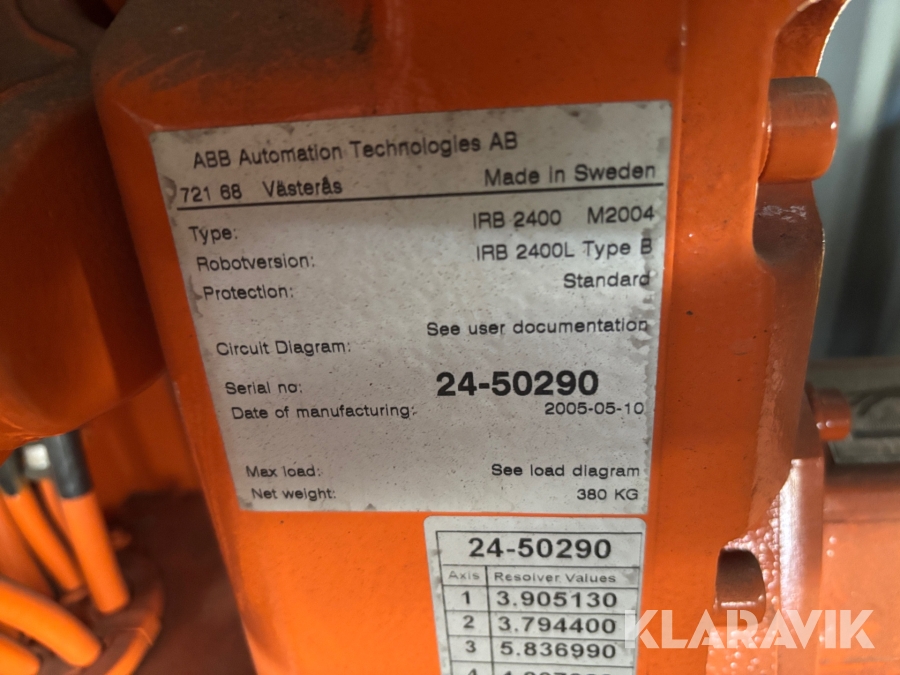 ABB Automation Technologies AB
721 68 Västerås Made in Sweden
Type: IRB 2400 M2004
Robotversion: IRB 2400L Type B
Protection: Standard
Circuit Diagram: See user documentation
Serial no: 24-50290
Date of manufacturing: 2005-05-10
Max load: See load diagram
Net weight: 380 KG
24-50290
Axis Resolver Values
1 3.905130
2 3.794400
3 5.836990
KLARAVIK